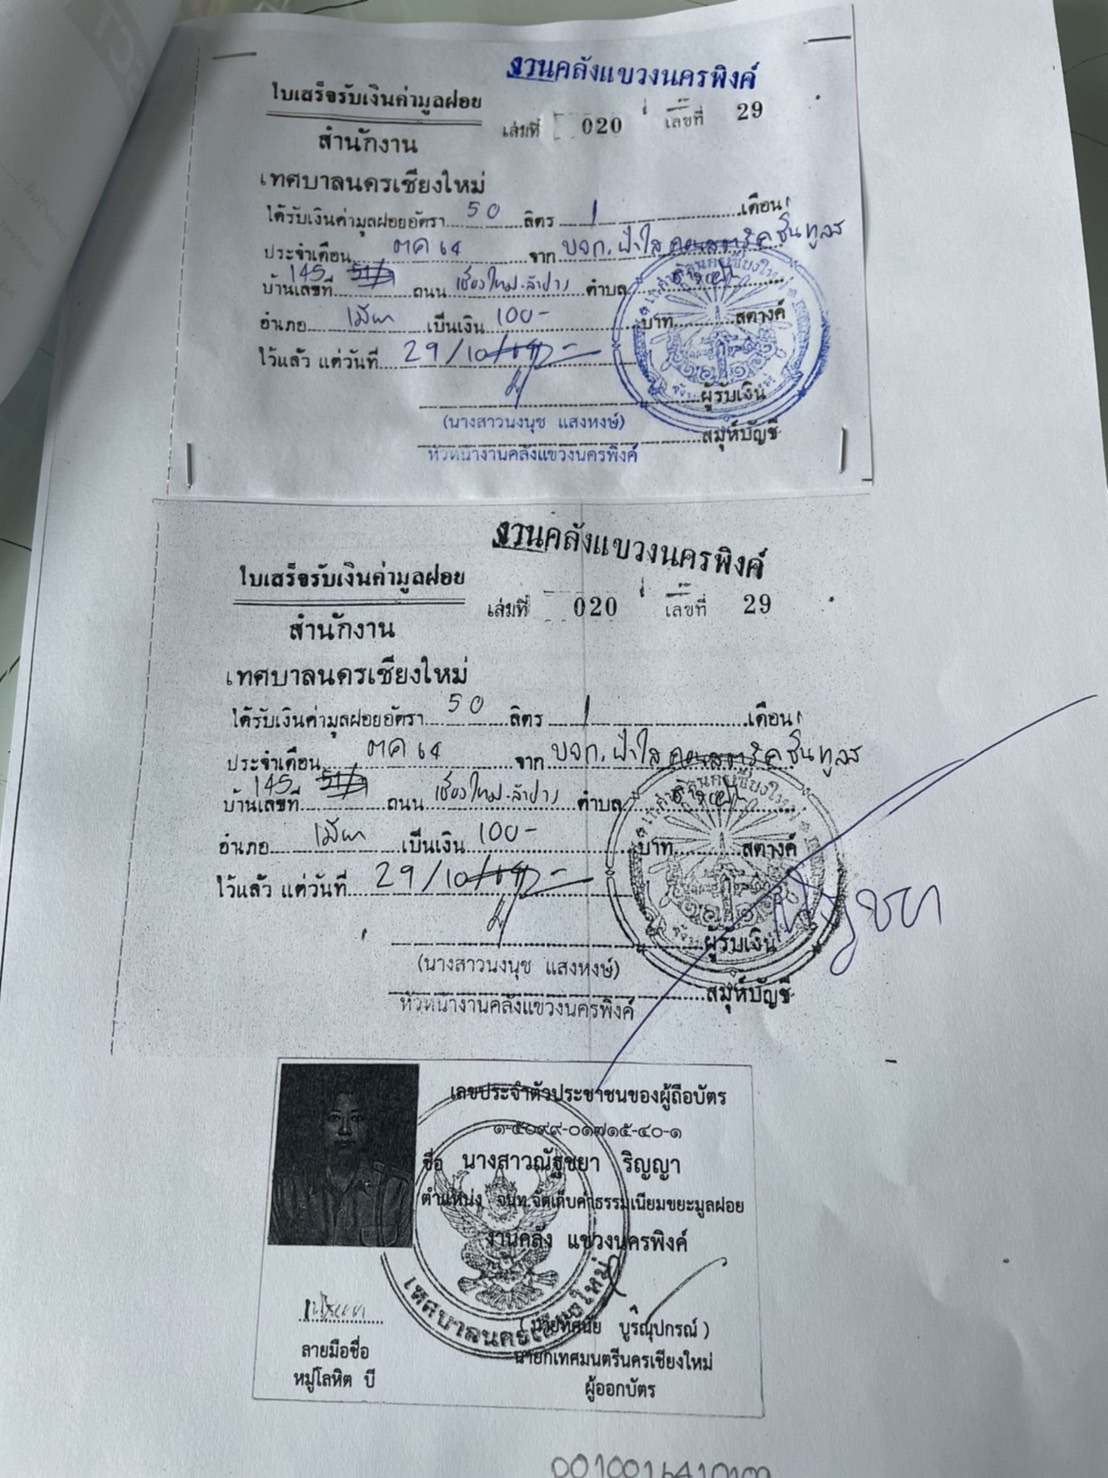 งานคลังแขวงนครพิงค์
ใบเสร็จรับเงินค่ามูลฝอย
เล่มที่ 020 เลขที่ 29
สำนักงาน
เทศบาลนครเชียงใหม่
ได้รับเงินค่ามูลฝอยอัตรา 50 ลิตร 1 เดือน
ประจำเดือน ตค 64 จาก บจก. ฟ้าใส
บ้านเลขที่ 145 ถนน เชียงใหม่-ลำปาง ตำบล
อำเภอ เมือง เป็นเงิน 100- บาท สตางค์
ไว้แล้ว แต่วันที่ 29/10/64
ผู้รับเงิน
(นางสาวนงนุช แสงหงษ์) สมุห์บัญชี
หัวหน้างานคลังแขวงนครพิงค์
งานคลังแขวงนครพิงค์
ใบเสร็จรับเงินค่ามูลฝอย
เล่มที่ 020 เลขที่ 29
สำนักงาน
เทศบาลนครเชียงใหม่
ได้รับเงินค่ามูลฝอยอัตรา 50 ลิตร 1 เดือน
ประจำเดือน ตค 64 จาก บจก. ฟ้าใส
บ้านเลขที่ 145 ถนน เชียงใหม่-ลำปาง ตำบล
อำเภอ เมือง เป็นเงิน 100- บาท สตางค์
ไว้แล้ว แต่วันที่ 29/10/64
ผู้รับเงิน
(นางสาวนงนุช แสงหงษ์) สมุห์บัญชี
หัวหน้างานคลังแขวงนครพิงค์
เลขประจำตัวประชาชนของผู้ถือบัตร
๑-๕๐๙๙-๐๑๗๑๕-๔๐-๑
ชื่อ นางสาวณัฐชยา ริญญา
ตำแหน่ง จนท.จัดเก็บค่าธรรมเนียมขยะมูลฝอย
งานคลัง แขวงนครพิงค์
เทศบาลนครเชียงใหม่
บูรณุปกรณ์ )
ลายมือชื่อ นายกเทศมนตรีนครเชียงใหม่
หมู่โลหิต บี ผู้ออกบัตร